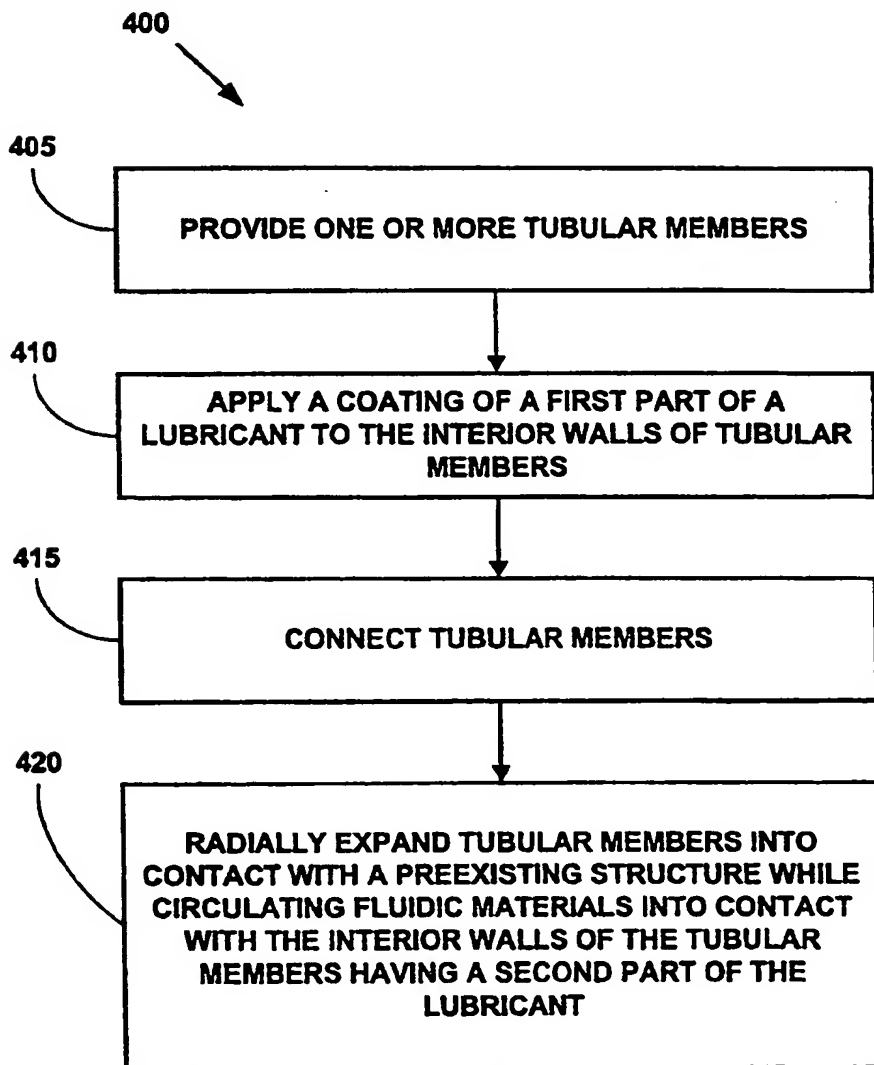 400
405
PROVIDE ONE OR MORE TUBULAR MEMBERS
410
APPLY A COATING OF A FIRST PART OF A
LUBRICANT TO THE INTERIOR WALLS OF TUBULAR
MEMBERS
415
CONNECT TUBULAR MEMBERS
420
RADIALLY EXPAND TUBULAR MEMBERS INTO
CONTACT WITH A PREEXISTING STRUCTURE WHILE
CIRCULATING FLUIDIC MATERIALS INTO CONTACT
WITH THE INTERIOR WALLS OF THE TUBULAR
MEMBERS HAVING A SECOND PART OF THE
LUBRICANT